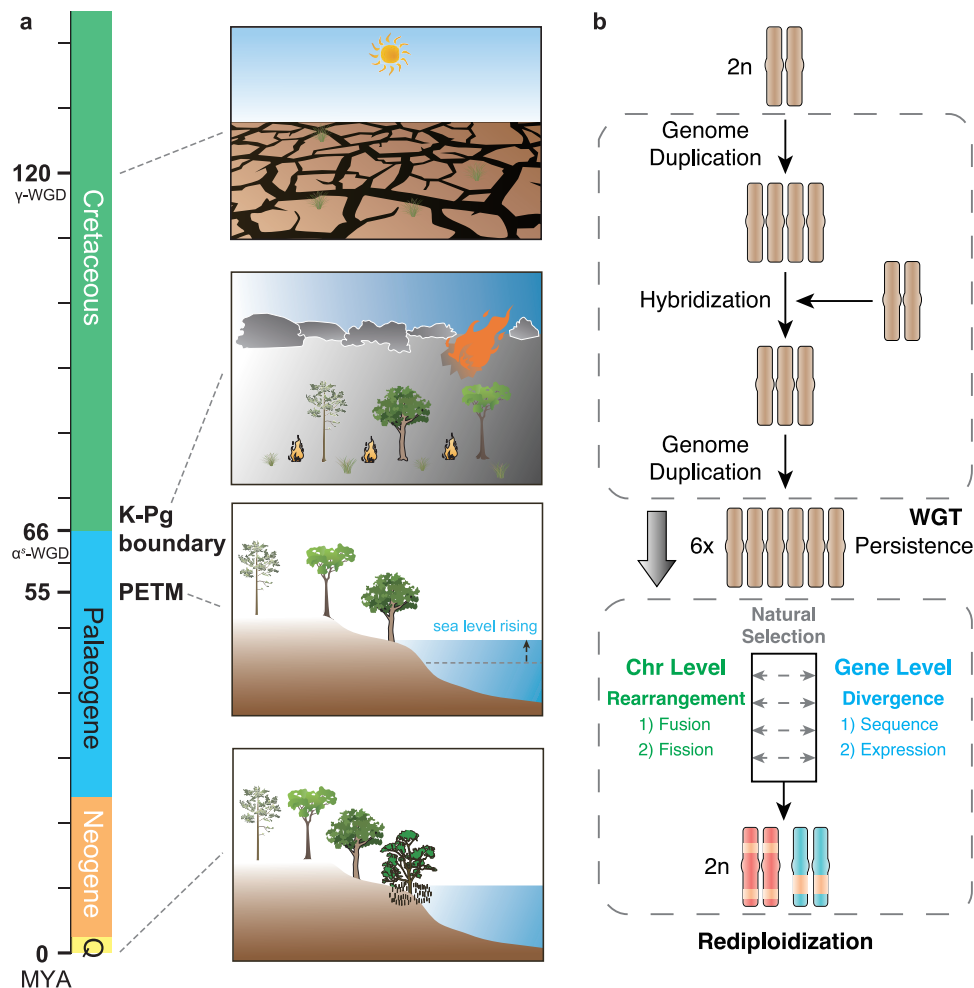 a
120
γ-WGD
Cretaceous
66
αˢ-WGD
K-Pg
boundary
55
PETM
Palaeogene
Neogene
Q
0
MYA
sea level rising
b
2n
Genome
Duplication
Hybridization
Genome
Duplication
6x
WGT
Persistence
Natural
Selection
Chr Level
Rearrangement
1) Fusion
2) Fission
Gene Level
Divergence
1) Sequence
2) Expression
2n
Rediploidization